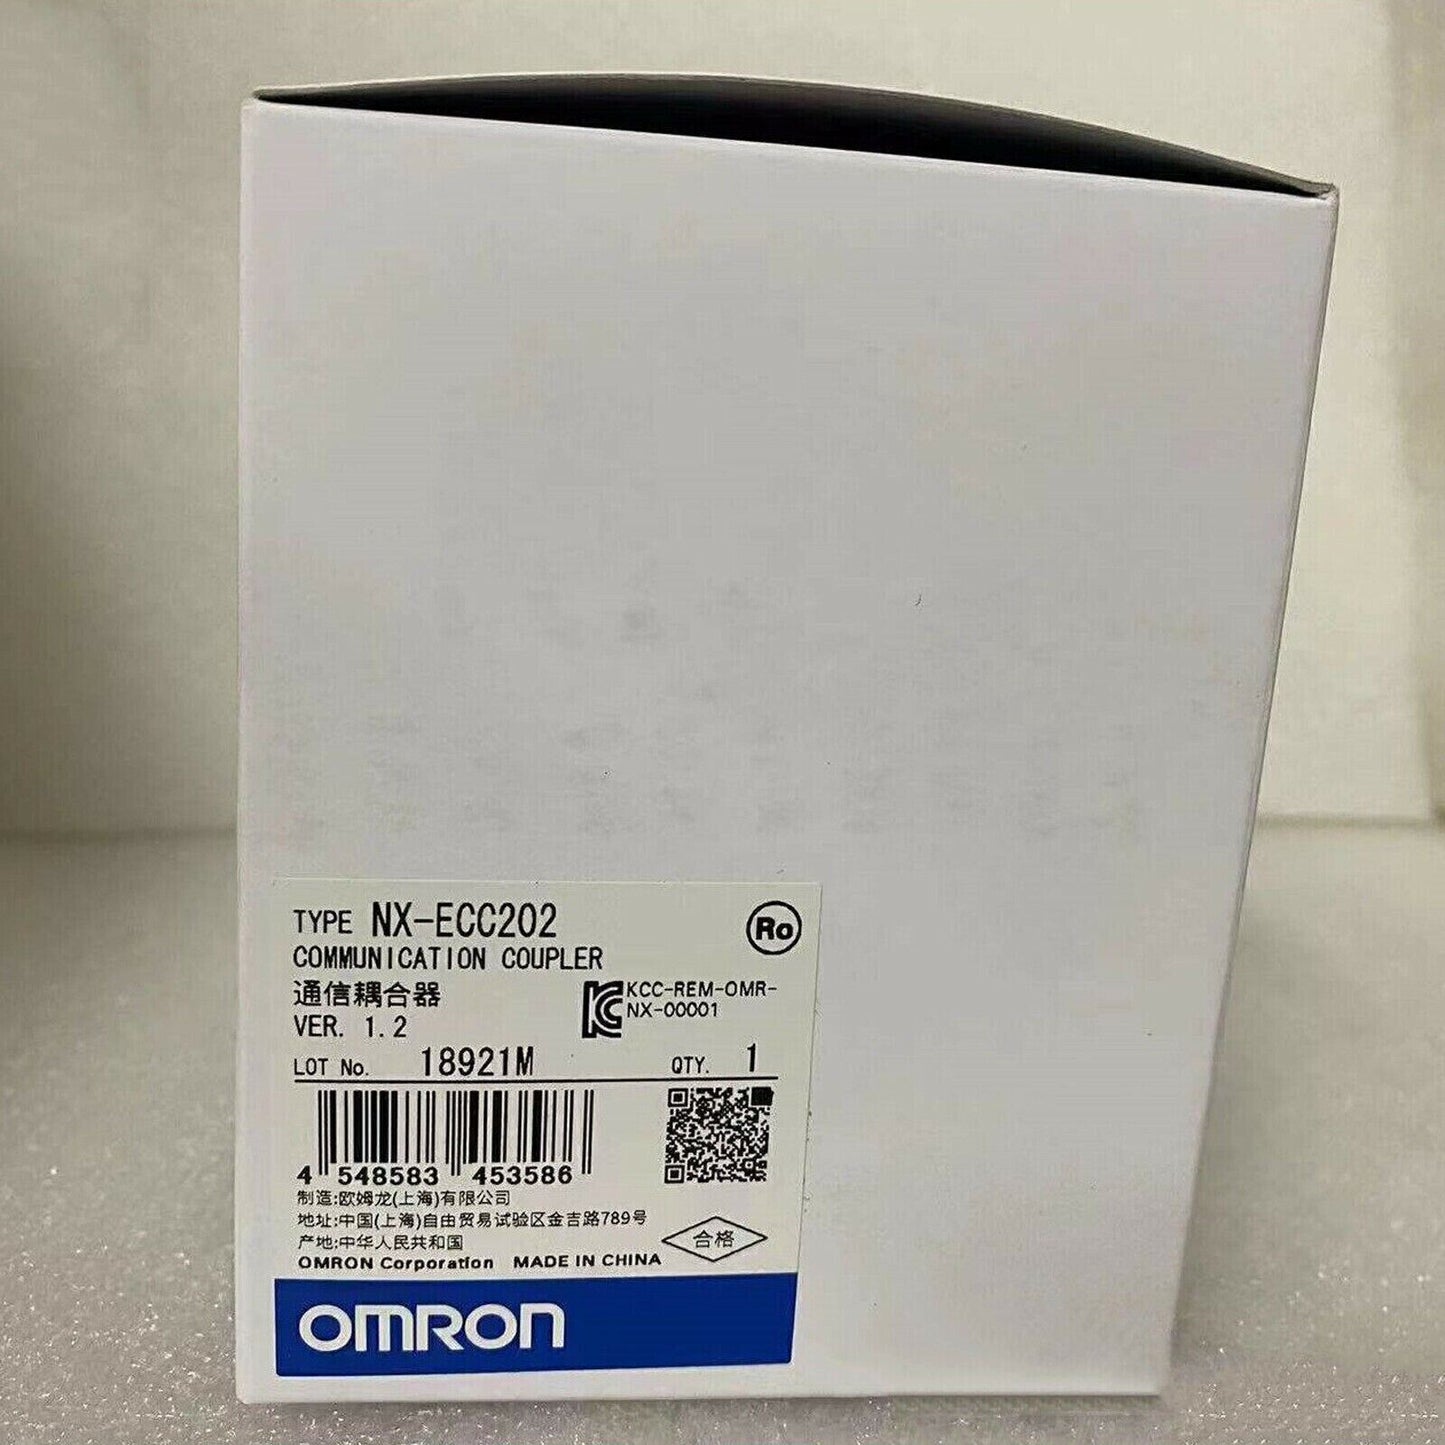 TYPE NX-ECC202
Ro
COMMUNICATION COUPLER
通信耦合器
KCC-REM-OMR-
NX-00001
VER. 1.2
LOT No. 18921M QTY. 1
4 548583 453586
制造:欧姆龙(上海)有限公司
地址:中国(上海)自由贸易试验区金吉路789号
产地:中华人民共和国
合格
OMRON Corporation MADE IN CHINA
OMRON